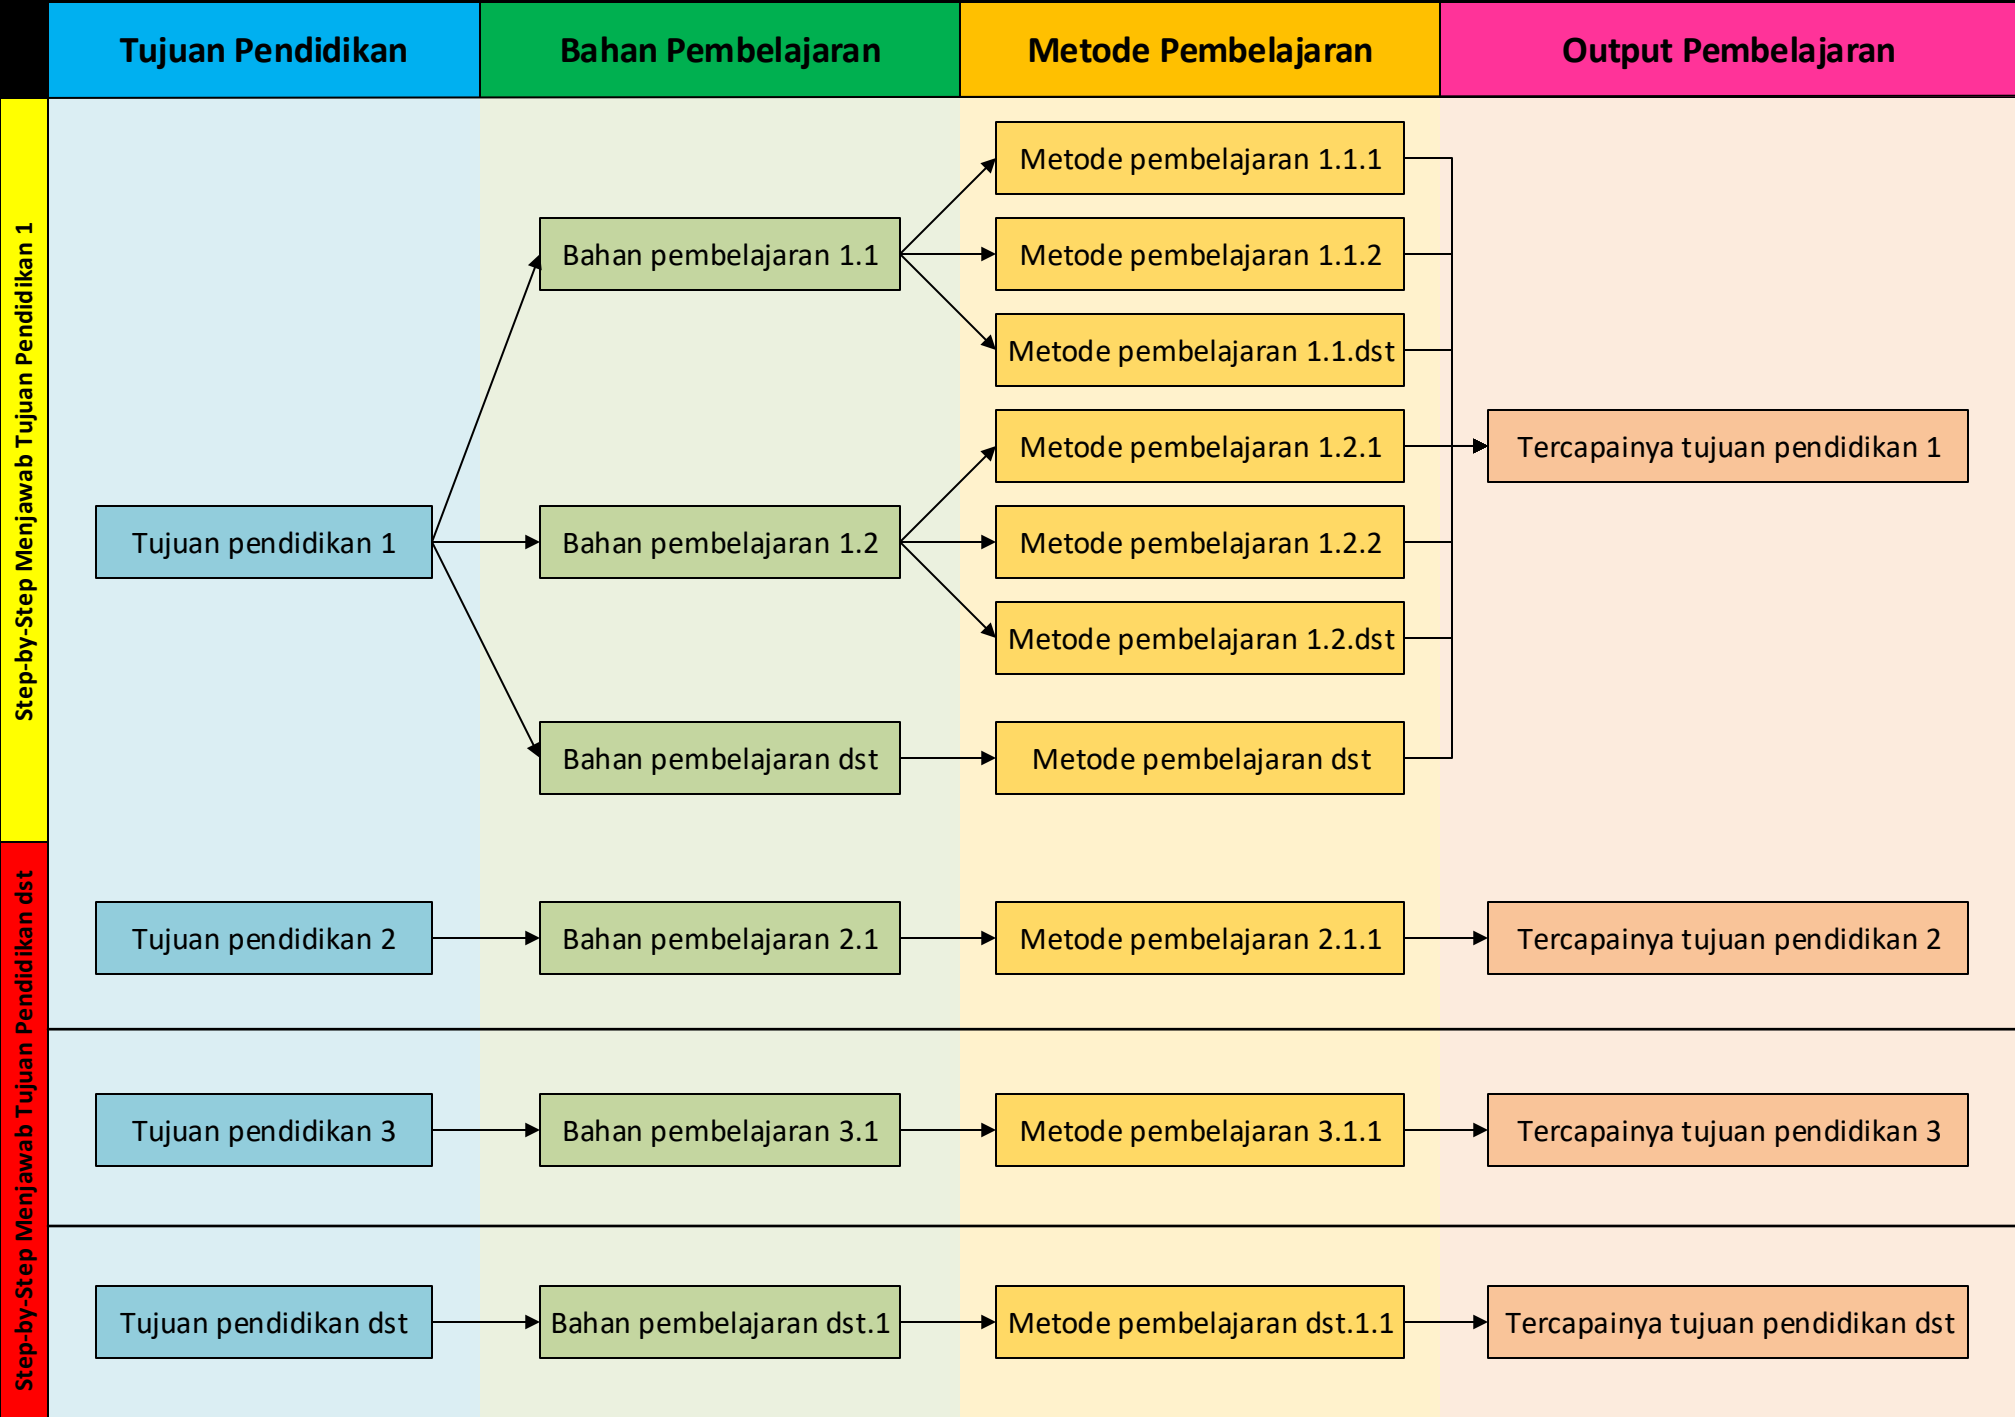 Tujuan Pendidikan
Bahan Pembelajaran
Metode Pembelajaran
Output Pembelajaran
Step-by-Step Menjawab Tujuan Pendidikan 1
Tujuan pendidikan 1
Bahan pembelajaran 1.1
Metode pembelajaran 1.1.1
Metode pembelajaran 1.1.2
Metode pembelajaran 1.1.dst
Bahan pembelajaran 1.2
Metode pembelajaran 1.2.1
Metode pembelajaran 1.2.2
Metode pembelajaran 1.2.dst
Bahan pembelajaran dst
Metode pembelajaran dst
Tercapainya tujuan pendidikan 1
Step-by-Step Menjawab Tujuan Pendidikan dst
Tujuan pendidikan 2
Bahan pembelajaran 2.1
Metode pembelajaran 2.1.1
Tercapainya tujuan pendidikan 2
Tujuan pendidikan 3
Bahan pembelajaran 3.1
Metode pembelajaran 3.1.1
Tercapainya tujuan pendidikan 3
Tujuan pendidikan dst
Bahan pembelajaran dst.1
Metode pembelajaran dst.1.1
Tercapainya tujuan pendidikan dst